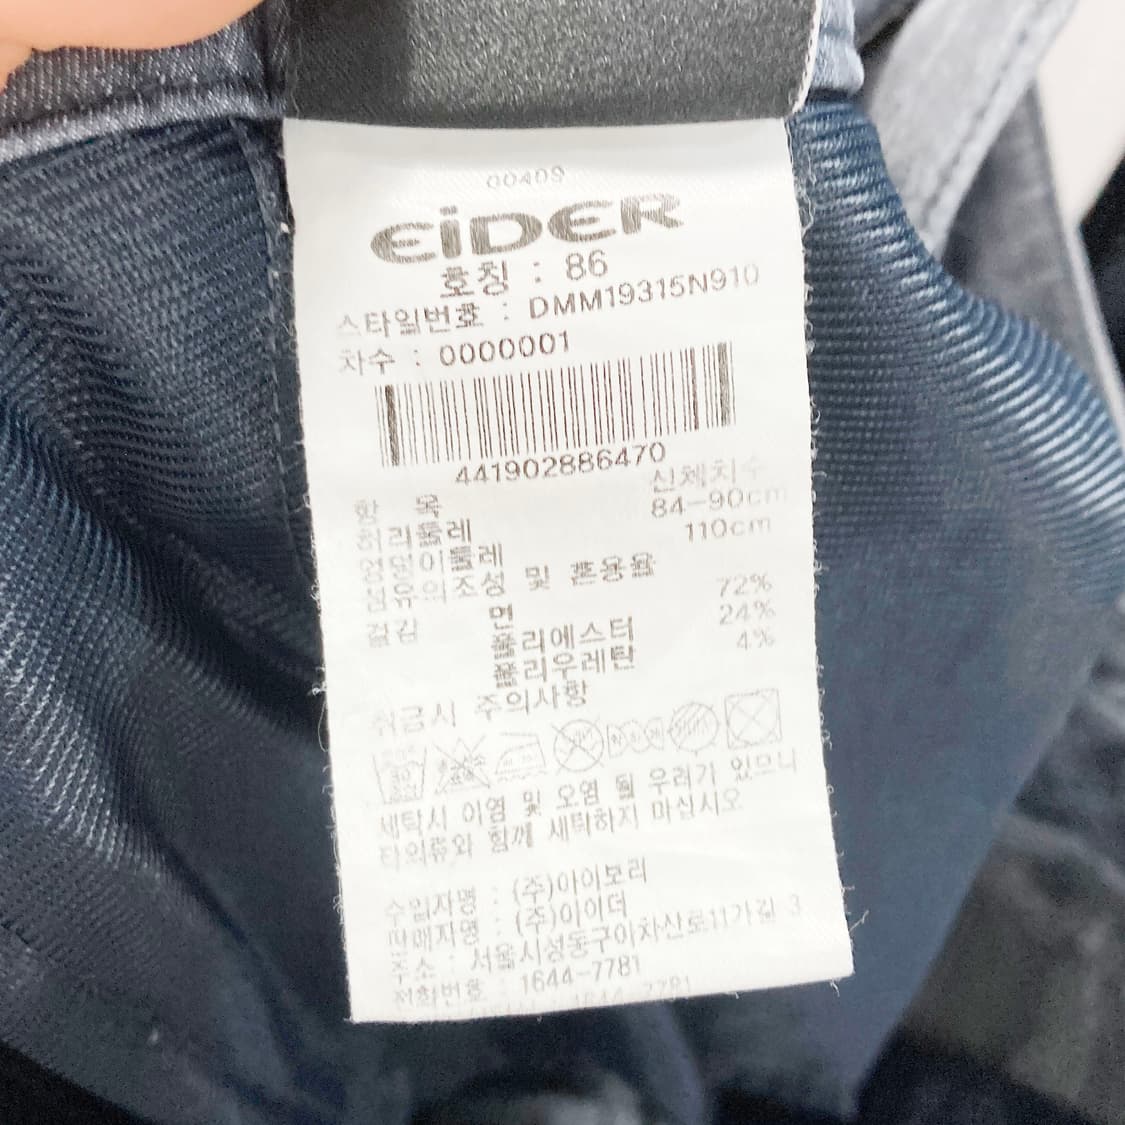 00409
EiDER
호칭 : 86
스타일번호 : DMM19315N910
차수 : 0000001
441902886470
항 목 신체치수
허리둘레 84-90cm
엉덩이둘레 110cm
섬유의조성 및 혼용율
겉감 면 72%
폴리에스터 24%
폴리우레탄 4%
취급시 주의사항
세탁시 이염 및 오염 될 우려가 있으니
타의류와 함께 세탁하지 마십시오
수입자명 : (주)아이보리
판매자명 : (주)아이더
주소 : 서울시성동구아차산로11가길 3
전화번호 : 1644-7781
1644-7781